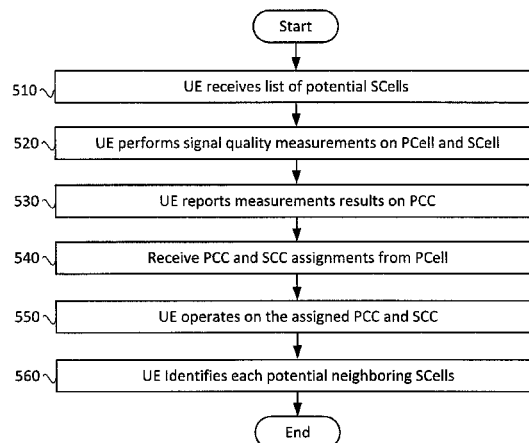 Start
510
UE receives list of potential SCells
520
UE performs signal quality measurements on PCell and SCell
530
UE reports measurements results on PCC
540
Receive PCC and SCC assignments from PCell
550
UE operates on the assigned PCC and SCC
560
UE Identifies each potential neighboring SCells
End